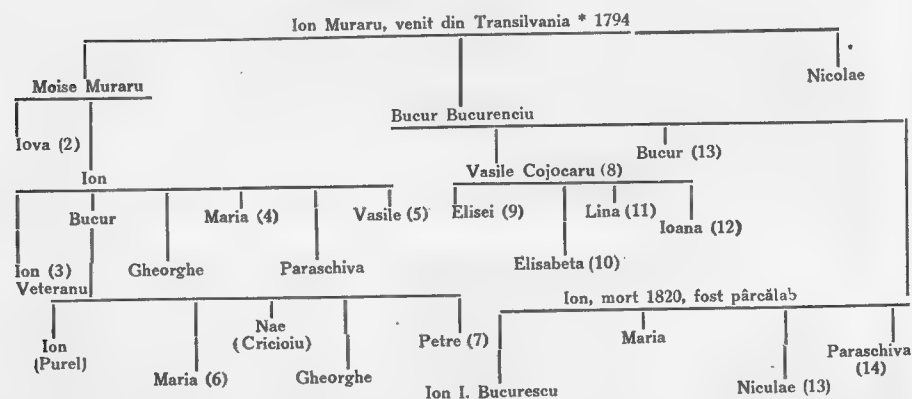 Ion Muraru, venit din Transilvania * 1794
Moise Muraru
Nicolae
Bucur Bucurenciu
Iova (2)
Bucur (13)
Vasile Cojocaru (8)
Ion
Bucur
Maria (4)
Vasile (5)
Elisei (9)
Lina (11)
Ioana (12)
Ion (3)
Veteranu
Gheorghe
Paraschiva
Elisabeta (10)
Ion, mort 1820, fost pârcălab
Ion
(Purel)
Nae
(Cricioiu)
Petre (7)
Maria
Paraschiva
(14)
Maria (6)
Gheorghe
Ion I. Bucurescu
Niculae (13)